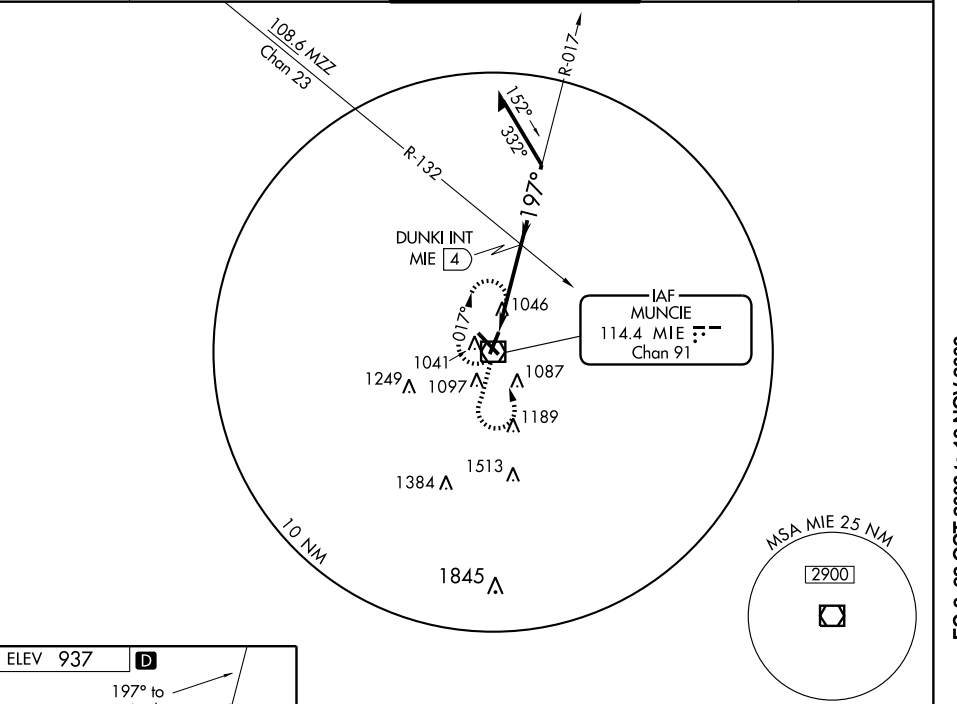 108.6 MZZ
Chan 23
R-132
R-017
152°
332°
197°
DUNKI INT
MIE 4
1046
017°
IAF
MUNCIE
114.4 MIE
Chan 91
1041
1249
1097
1087
1189
1513
1384
10 NM
1845
MSA MIE 25 NM
2900
ELEV 937 D
197° to